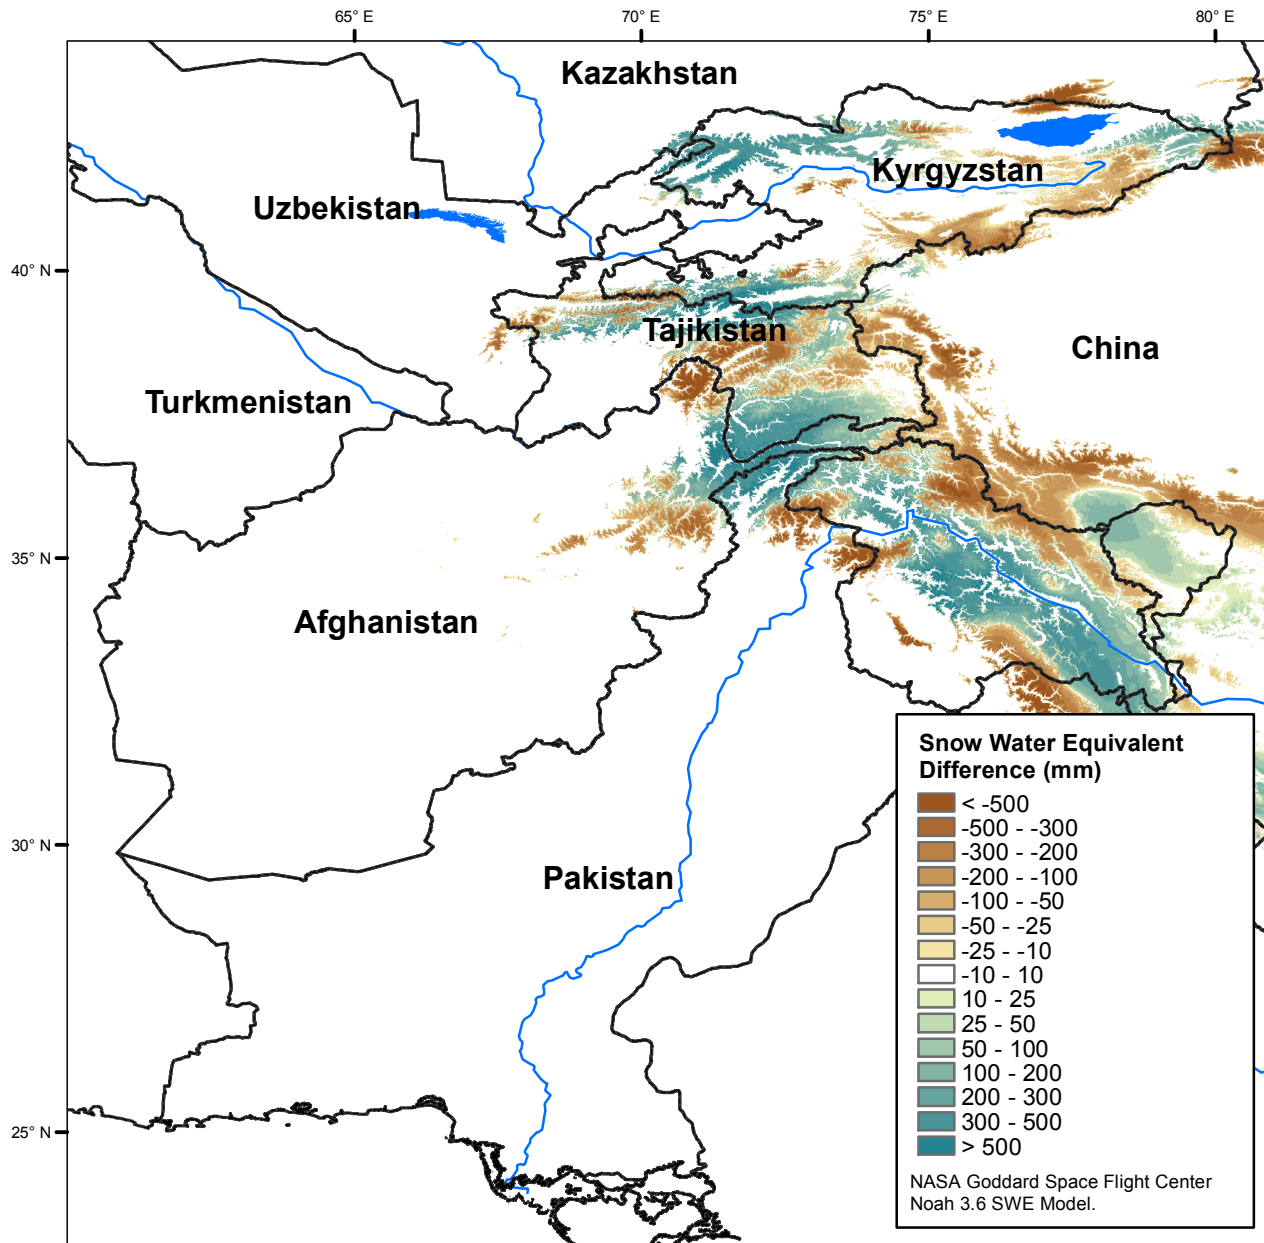 65° E
70° E
75° E
80° E
Kazakhstan
Kyrgyzstan
Uzbekistan
40° N
Tajikistan
China
Turkmenistan
35° N
Afghanistan
Snow Water Equivalent
Difference (mm)
< -500
-500 - -300
-300 - -200
-200 - -100
-100 - -50
-50 - -25
-25 - -10
-10 - 10
10 - 25
25 - 50
50 - 100
100 - 200
200 - 300
300 - 500
> 500
NASA Goddard Space Flight Center
Noah 3.6 SWE Model.
30° N
Pakistan
25° N